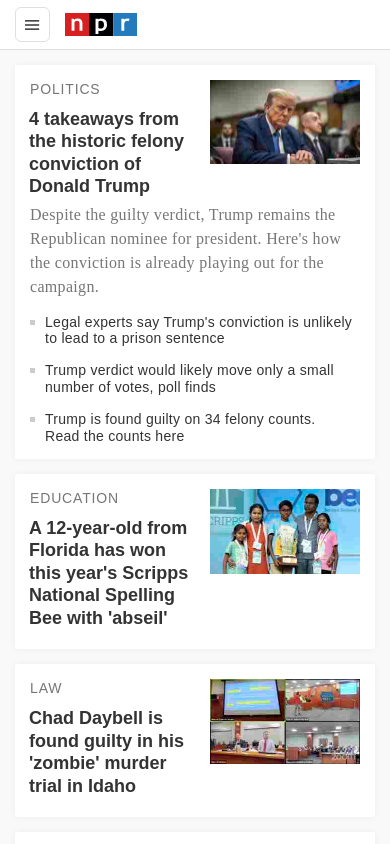 npr
POLITICS
4 takeaways from
the historic felony
conviction of
Donald Trump
Despite the guilty verdict, Trump remains the
Republican nominee for president. Here's how
the conviction is already playing out for the
campaign.
Legal experts say Trump's conviction is unlikely
to lead to a prison sentence
Trump verdict would likely move only a small
number of votes, poll finds
Trump is found guilty on 34 felony counts.
Read the counts here
EDUCATION
A 12-year-old from
Florida has won
this year's Scripps
National Spelling
Bee with 'abseil'
SCRIPPS
be
LAW
Chad Daybell is
found guilty in his
'zombie' murder
trial in Idaho
zoom